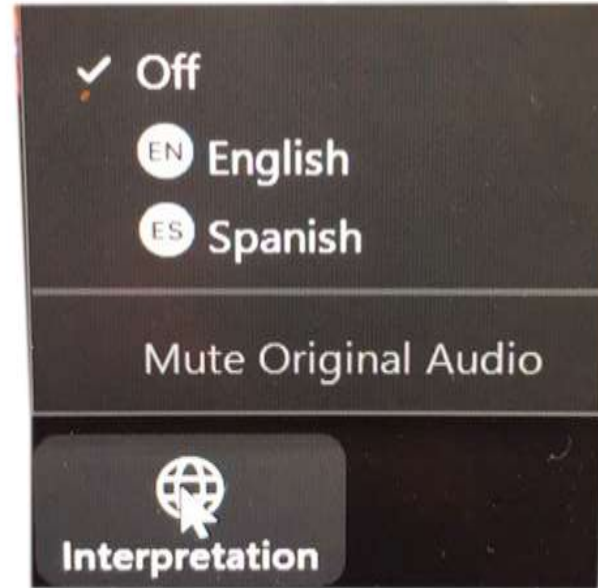 Off
EN English
ES Spanish
Mute Original Audio
Interpretation